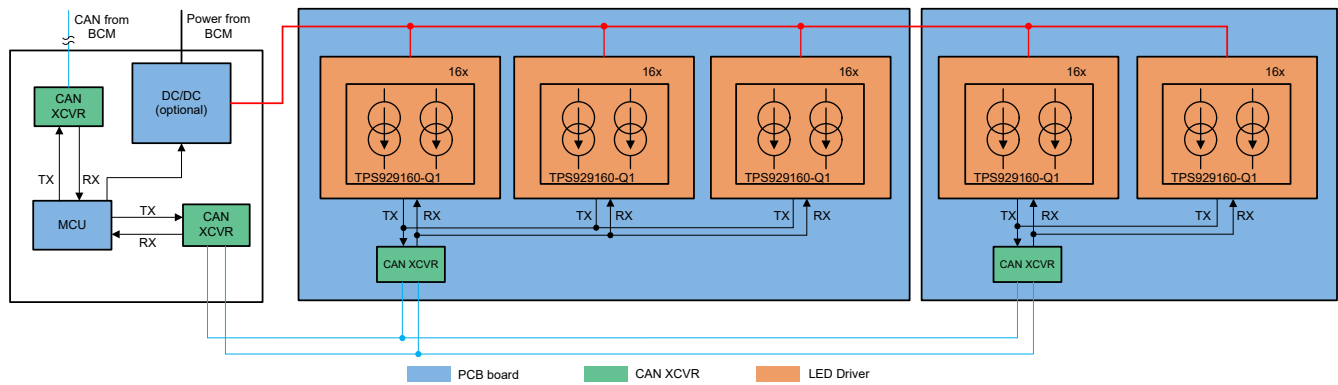 CAN from
BCM
Power from
BCM
CAN
XCVR
DC/DC
(optional)
TX
RX
MCU
TX
RX
CAN
XCVR
16x
TPS929160-Q1
16x
TPS929160-Q1
16x
TPS929160-Q1
TX
RX
TX
RX
TX
RX
CAN XCVR
16x
TPS929160-Q1
16x
TPS929160-Q1
TX
RX
TX
RX
CAN XCVR
PCB board
CAN XCVR
LED Driver